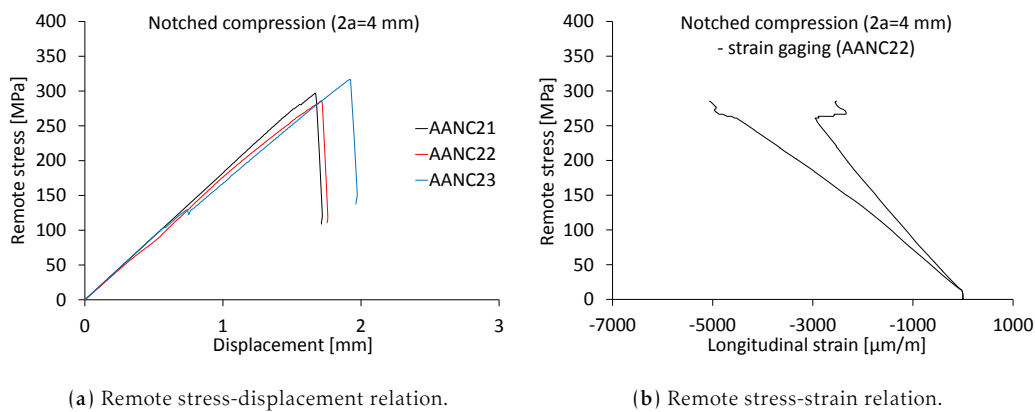 Notched compression (2a=4 mm)
400
350
300
250
200
150
100
50
0
Remote stress [MPa]
AANC21
AANC22
AANC23
0 1 2 3
Displacement [mm]
(a) Remote stress-displacement relation.
Notched compression (2a=4 mm)
- strain gaging (AANC22)
400
350
300
250
200
150
100
50
0
Remote stress [MPa]
-7000 -5000 -3000 -1000 1000
Longitudinal strain [µm/m]
(b) Remote stress-strain relation.